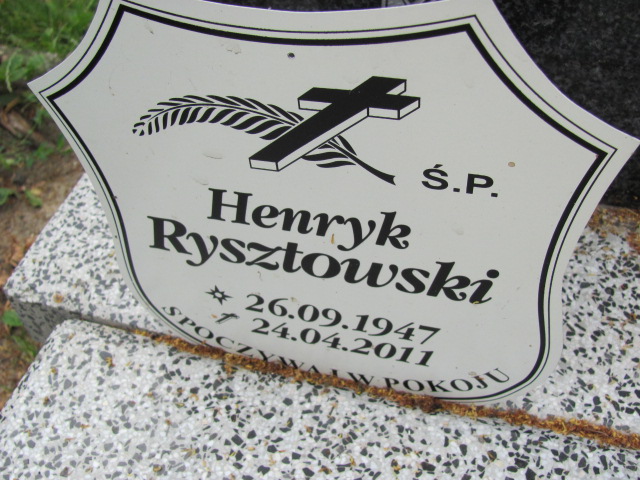 Ś.P.
Henryk
Rysztowski
26.09.1947
24.04.2011
SPOCZYWAJ W POKOJU